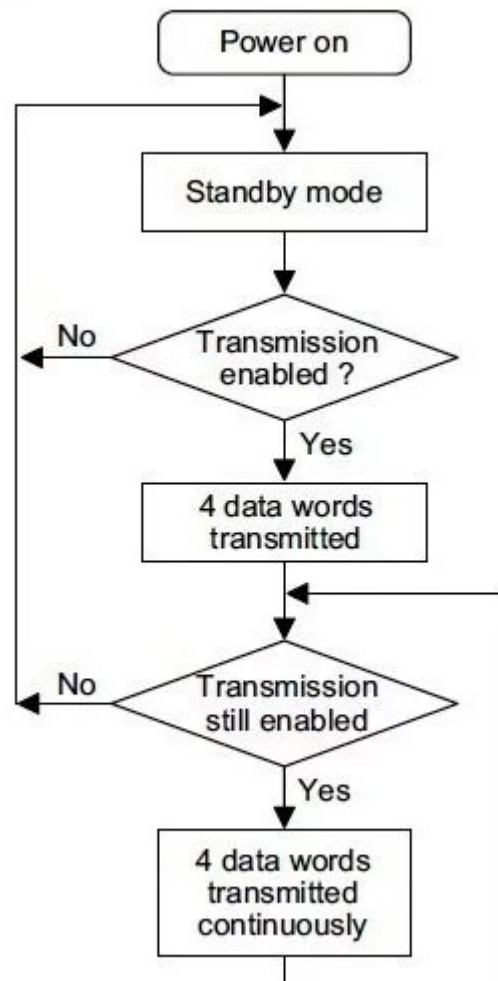 Power on
Standby mode
No
Transmission
enabled ?
Yes
4 data words
transmitted
No
Transmission
still enabled
Yes
4 data words
transmitted
continuously